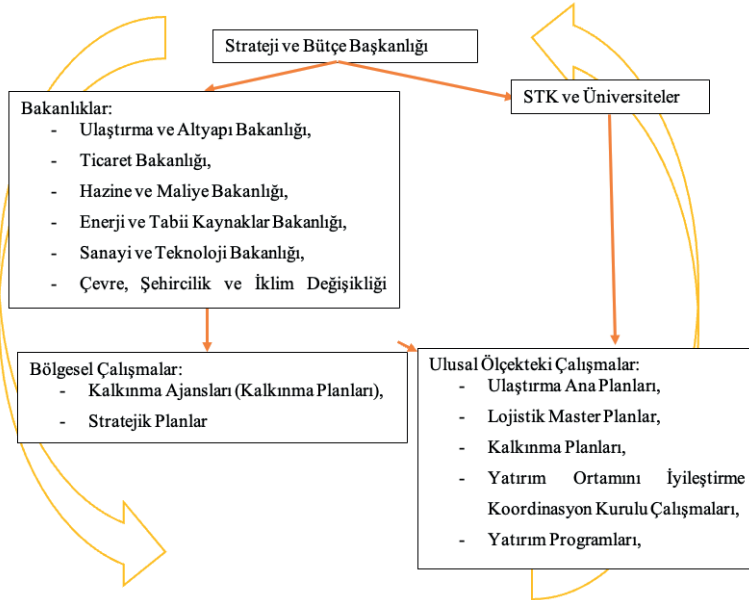 Strateji ve Bütçe Başkanlığı
STK ve Üniversiteler
Bakanlıklar:
- Ulaştırma ve Altyapı Bakanlığı,
- Ticaret Bakanlığı,
- Hazine ve Maliye Bakanlığı,
- Enerji ve Tabii Kaynaklar Bakanlığı,
- Sanayi ve Teknoloji Bakanlığı,
- Çevre, Şehircilik ve İklim Değişikliği
Bölgesel Çalışmalar:
- Kalkınma Ajansları (Kalkınma Planları),
- Stratejik Planlar
Ulusal Ölçekteki Çalışmalar:
- Ulaştırma Ana Planları,
- Lojistik Master Planlar,
- Kalkınma Planları,
- Yatırım Ortamını İyileştirme
Koordinasyon Kurulu Çalışmaları,
- Yatırım Programları,